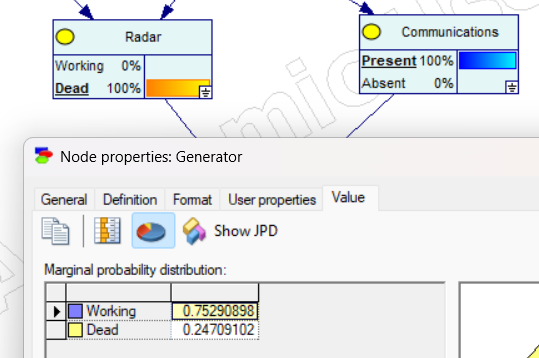 Radar
Working 0%
Dead 100%
Communications
Present 100%
Absent 0%
Node properties: Generator
General Definition Format User properties Value
Show JPD
Marginal probability distribution:
Working 0.75290898
Dead 0.24709102